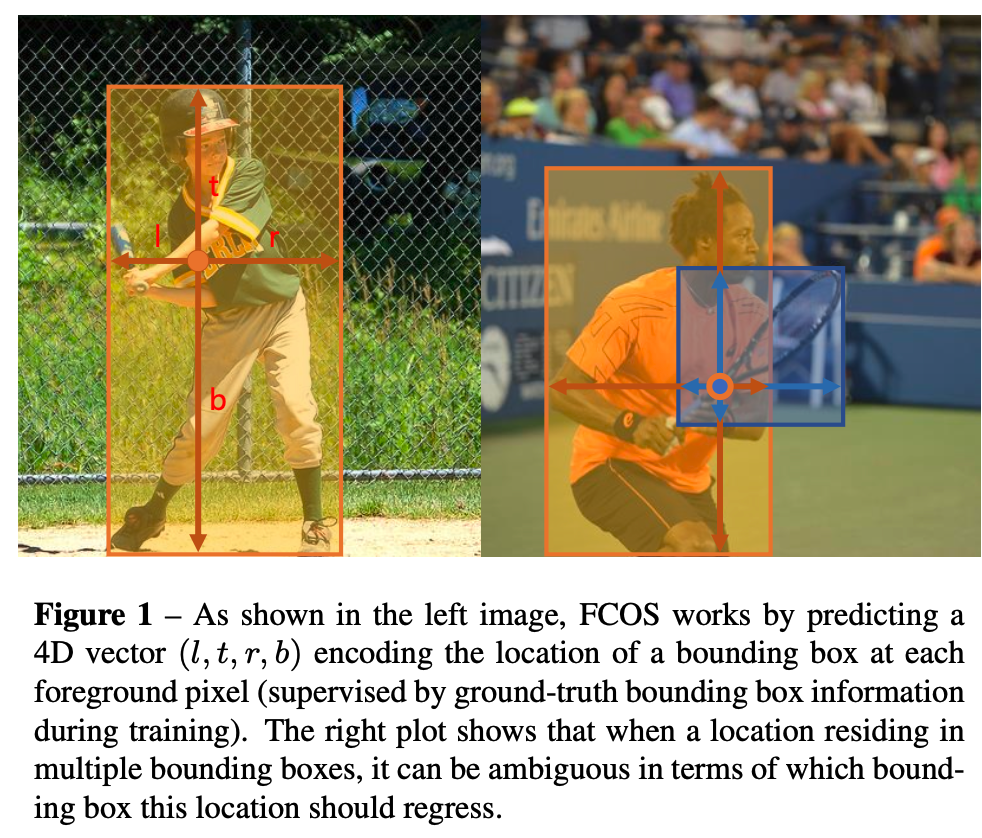 t
l
r
b
.org
Emirates Airline
CITIZEN
Figure 1 – As shown in the left image, FCOS works by predicting a
4D vector (l, t, r, b) encoding the location of a bounding box at each
foreground pixel (supervised by ground-truth bounding box information
during training). The right plot shows that when a location residing in
multiple bounding boxes, it can be ambiguous in terms of which bound-
ing box this location should regress.